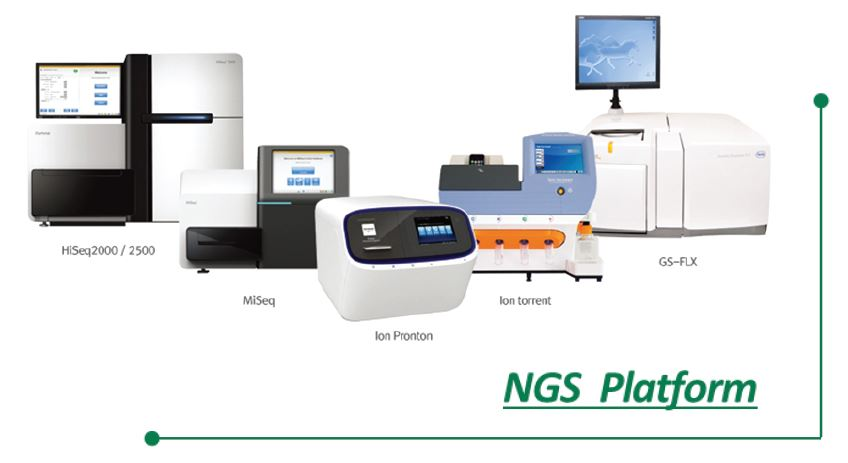 HiSeq2000 / 2500
MiSeq
Ion Pronton
Ion torrent
GS-FLX
NGS Platform